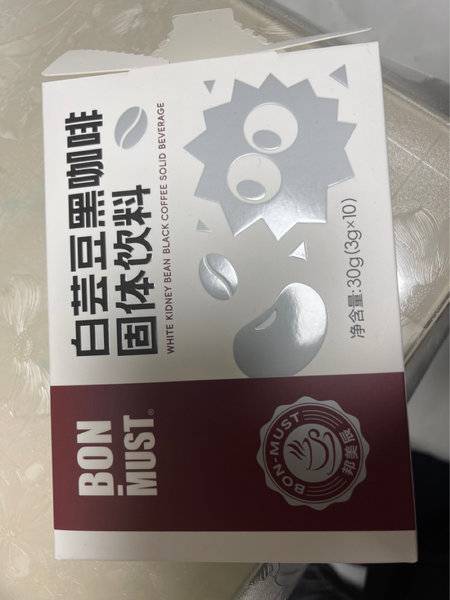 白芸豆黑咖啡
固体饮料
WHITE KIDNEY BEAN BLACK COFFEE SOLID BEVERAGE
净含量:30g(3g×10)
BON
-MUST®
BON-MUST
邦美辰